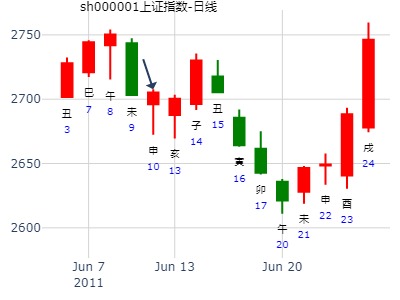 sh000001上证指数-日线
2750
2700
2650
2600
丑
3
巳
7
午
8
未
9
申
10
亥
13
子
14
丑
15
寅
16
卯
17
午
20
未
21
申
22
酉
23
戌
24
Jun 7
2011
Jun 13
Jun 20